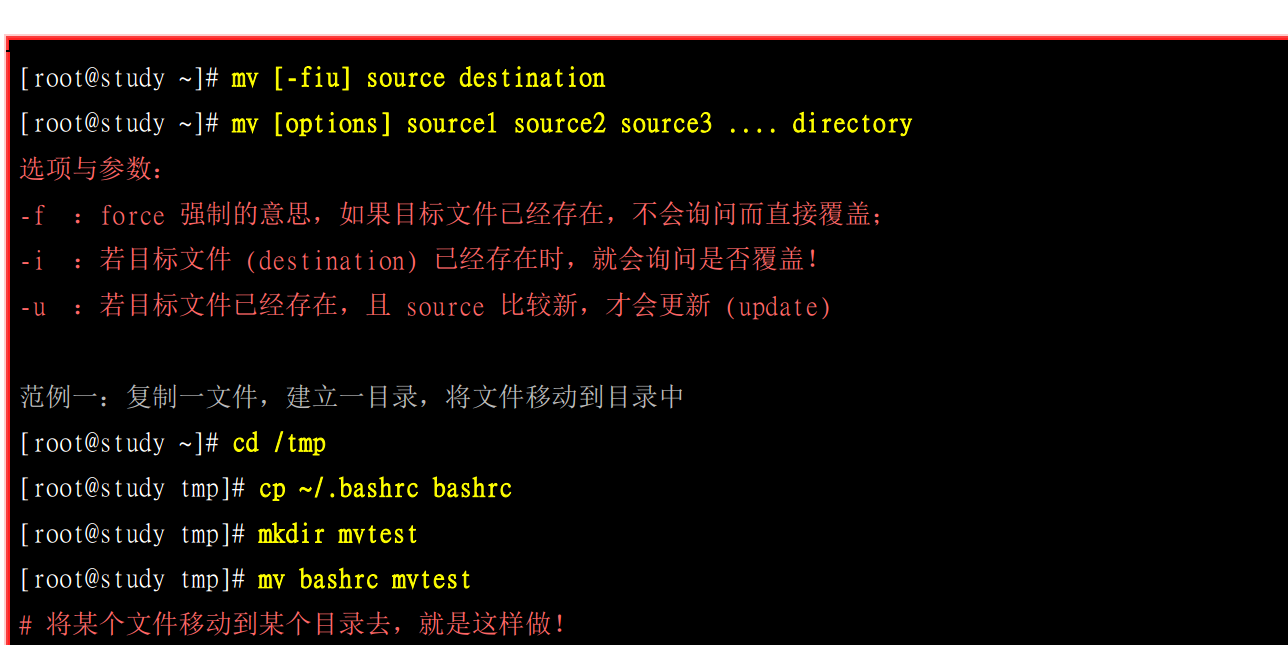 [root@study ~]# mv [-fiu] source destination
[root@study ~]# mv [options] source1 source2 source3 .... directory
选项与参数：
-f ：force 强制的意思，如果目标文件已经存在，不会询问而直接覆盖；
-i ：若目标文件 (destination) 已经存在时，就会询问是否覆盖！
-u ：若目标文件已经存在，且 source 比较新，才会更新 (update)
范例一：复制一文件，建立一目录，将文件移动到目录中
[root@study ~]# cd /tmp
[root@study tmp]# cp ~/.bashrc bashrc
[root@study tmp]# mkdir mvtest
[root@study tmp]# mv bashrc mvtest
# 将某个文件移动到某个目录去，就是这样做！